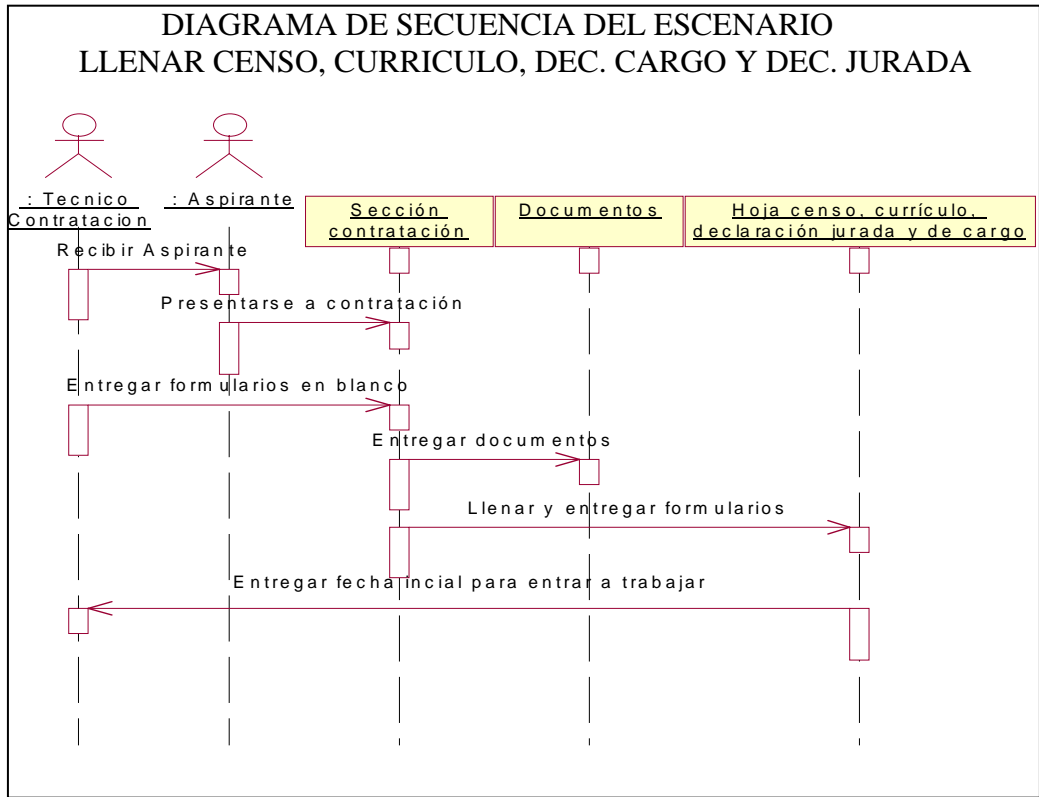 DIAGRAMA DE SECUENCIA DEL ESCENARIO
LLENAR CENSO, CURRICULO, DEC. CARGO Y DEC. JURADA
: Tecnico
Contratacion
: Aspirante
Sección
contratación
Documentos
Hoja censo, currículo,
declaración jurada y de cargo
Recibir Aspirante
Presentarse a contratación
Entregar formularios en blanco
Entregar documentos
Llenar y entregar formularios
Entregar fecha incial para entrar a trabajar